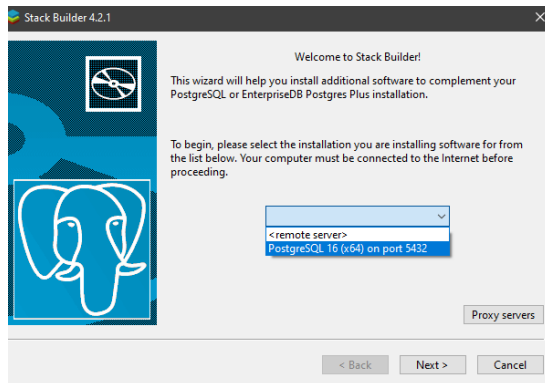 Stack Builder 4.2.1
Welcome to Stack Builder!
This wizard will help you install additional software to complement your
PostgreSQL or EnterpriseDB Postgres Plus installation.
To begin, please select the installation you are installing software for from
the list below. Your computer must be connected to the Internet before
proceeding.
<remote server>
PostgreSQL 16 (x64) on port 5432
Proxy servers
< Back
Next >
Cancel